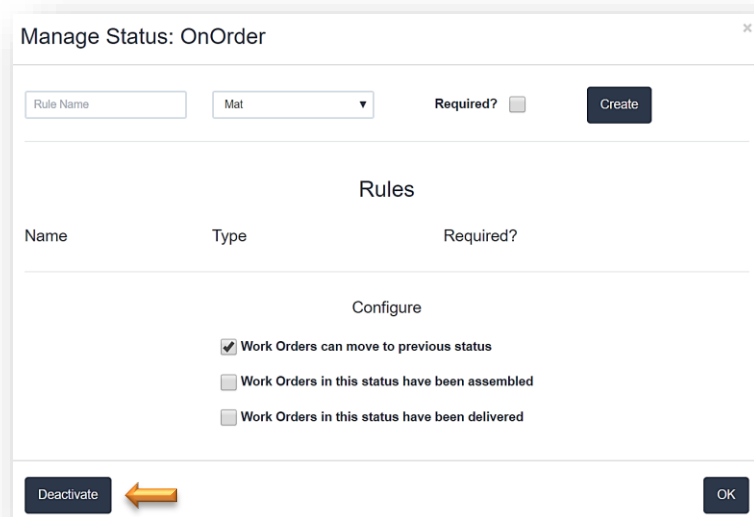 Manage Status: OnOrder
×
Rule Name Mat Required? Create
Rules
Name Type Required?
Configure
Work Orders can move to previous status
Work Orders in this status have been assembled
Work Orders in this status have been delivered
Deactivate OK